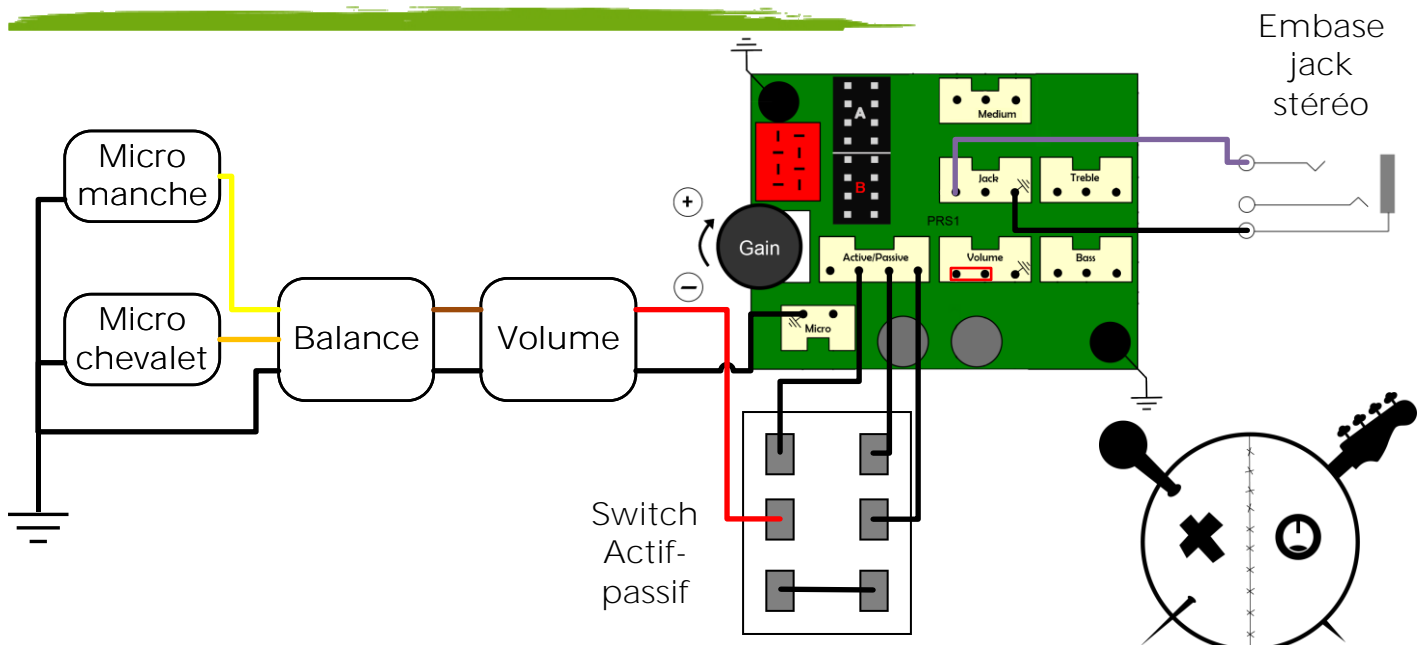 Embase
jack
stéréo
Micro
manche
Micro
chevalet
Balance
Volume
+
Gain
−
A
B
Medium
Jack
Treble
PRS1
Active/Passive
Volume
Bass
Micro
Switch
Actif-
passif